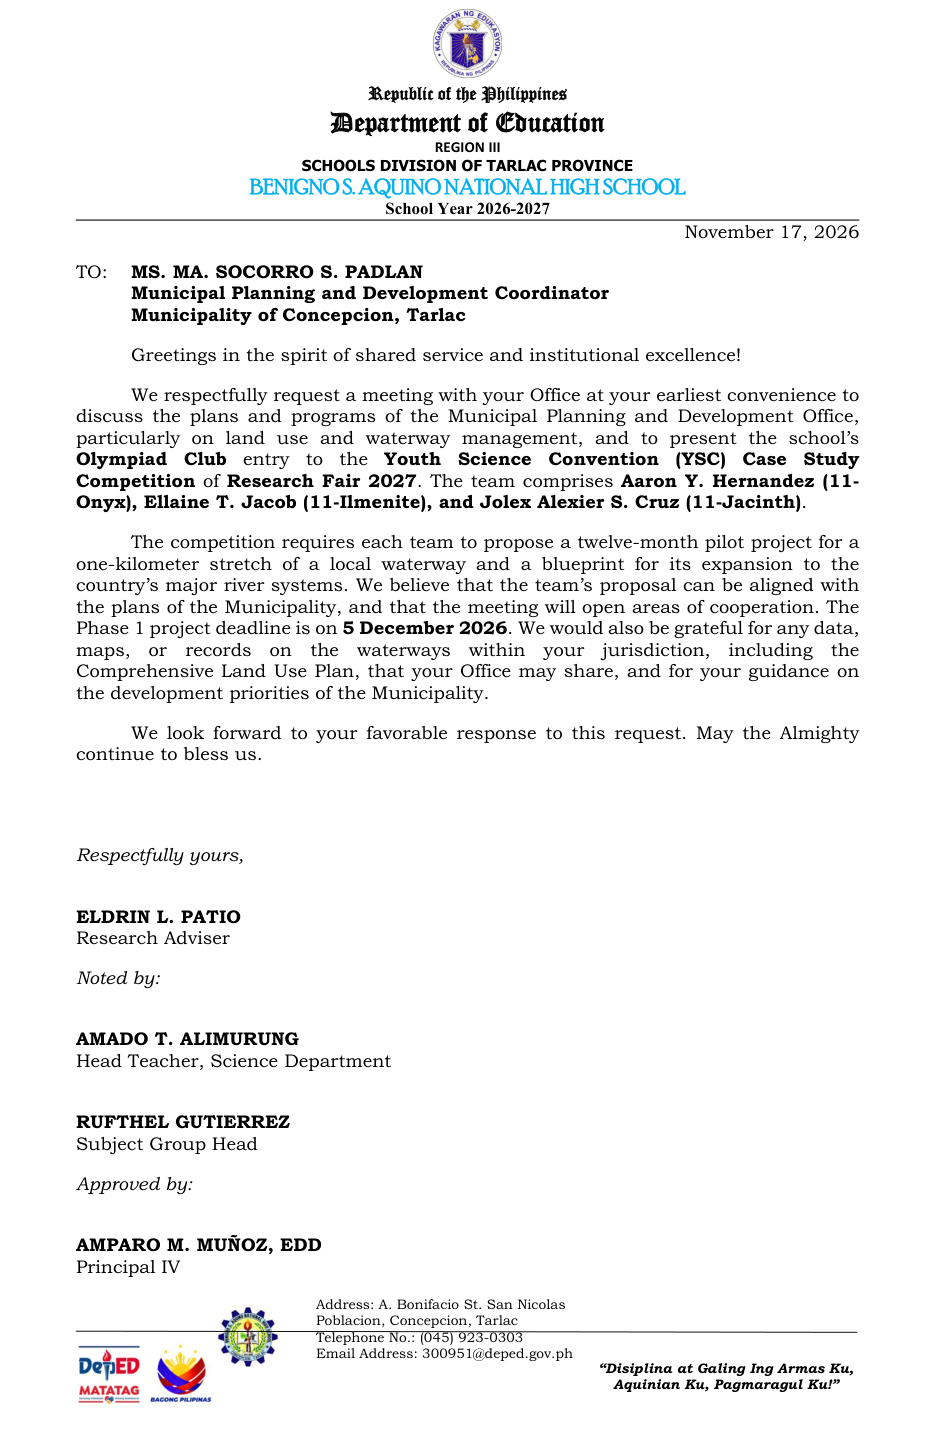 KAGAWARAN NG EDUKASYON
REPUBLIKA NG PILIPINAS
Republic of the Philippines
Department of Education
REGION III
SCHOOLS DIVISION OF TARLAC PROVINCE
BENIGNO S. AQUINO NATIONAL HIGH SCHOOL
School Year 2026-2027
November 17, 2026
TO: MS. MA. SOCORRO S. PADLAN
Municipal Planning and Development Coordinator
Municipality of Concepcion, Tarlac
Greetings in the spirit of shared service and institutional excellence!
We respectfully request a meeting with your Office at your earliest convenience to
discuss the plans and programs of the Municipal Planning and Development Office,
particularly on land use and waterway management, and to present the school’s
Olympiad Club entry to the Youth Science Convention (YSC) Case Study
Competition of Research Fair 2027. The team comprises Aaron Y. Hernandez (11-
Onyx), Ellaine T. Jacob (11-Ilmenite), and Jolex Alexier S. Cruz (11-Jacinth).
The competition requires each team to propose a twelve-month pilot project for a
one-kilometer stretch of a local waterway and a blueprint for its expansion to the
country’s major river systems. We believe that the team’s proposal can be aligned with
the plans of the Municipality, and that the meeting will open areas of cooperation. The
Phase 1 project deadline is on 5 December 2026. We would also be grateful for any data,
maps, or records on the waterways within your jurisdiction, including the
Comprehensive Land Use Plan, that your Office may share, and for your guidance on
the development priorities of the Municipality.
We look forward to your favorable response to this request. May the Almighty
continue to bless us.
Respectfully yours,
ELDRIN L. PATIO
Research Adviser
Noted by:
AMADO T. ALIMURUNG
Head Teacher, Science Department
RUFTHEL GUTIERREZ
Subject Group Head
Approved by:
AMPARO M. MUÑOZ, EDD
Principal IV
Address: A. Bonifacio St. San Nicolas
Poblacion, Concepcion, Tarlac
Telephone No.: (045) 923-0303
Email Address: 300951@deped.gov.ph
DepED
MATATAG
BAGONG PILIPINAS
“Disiplina at Galing Ing Armas Ku,
Aquinian Ku, Pagmaragul Ku!”